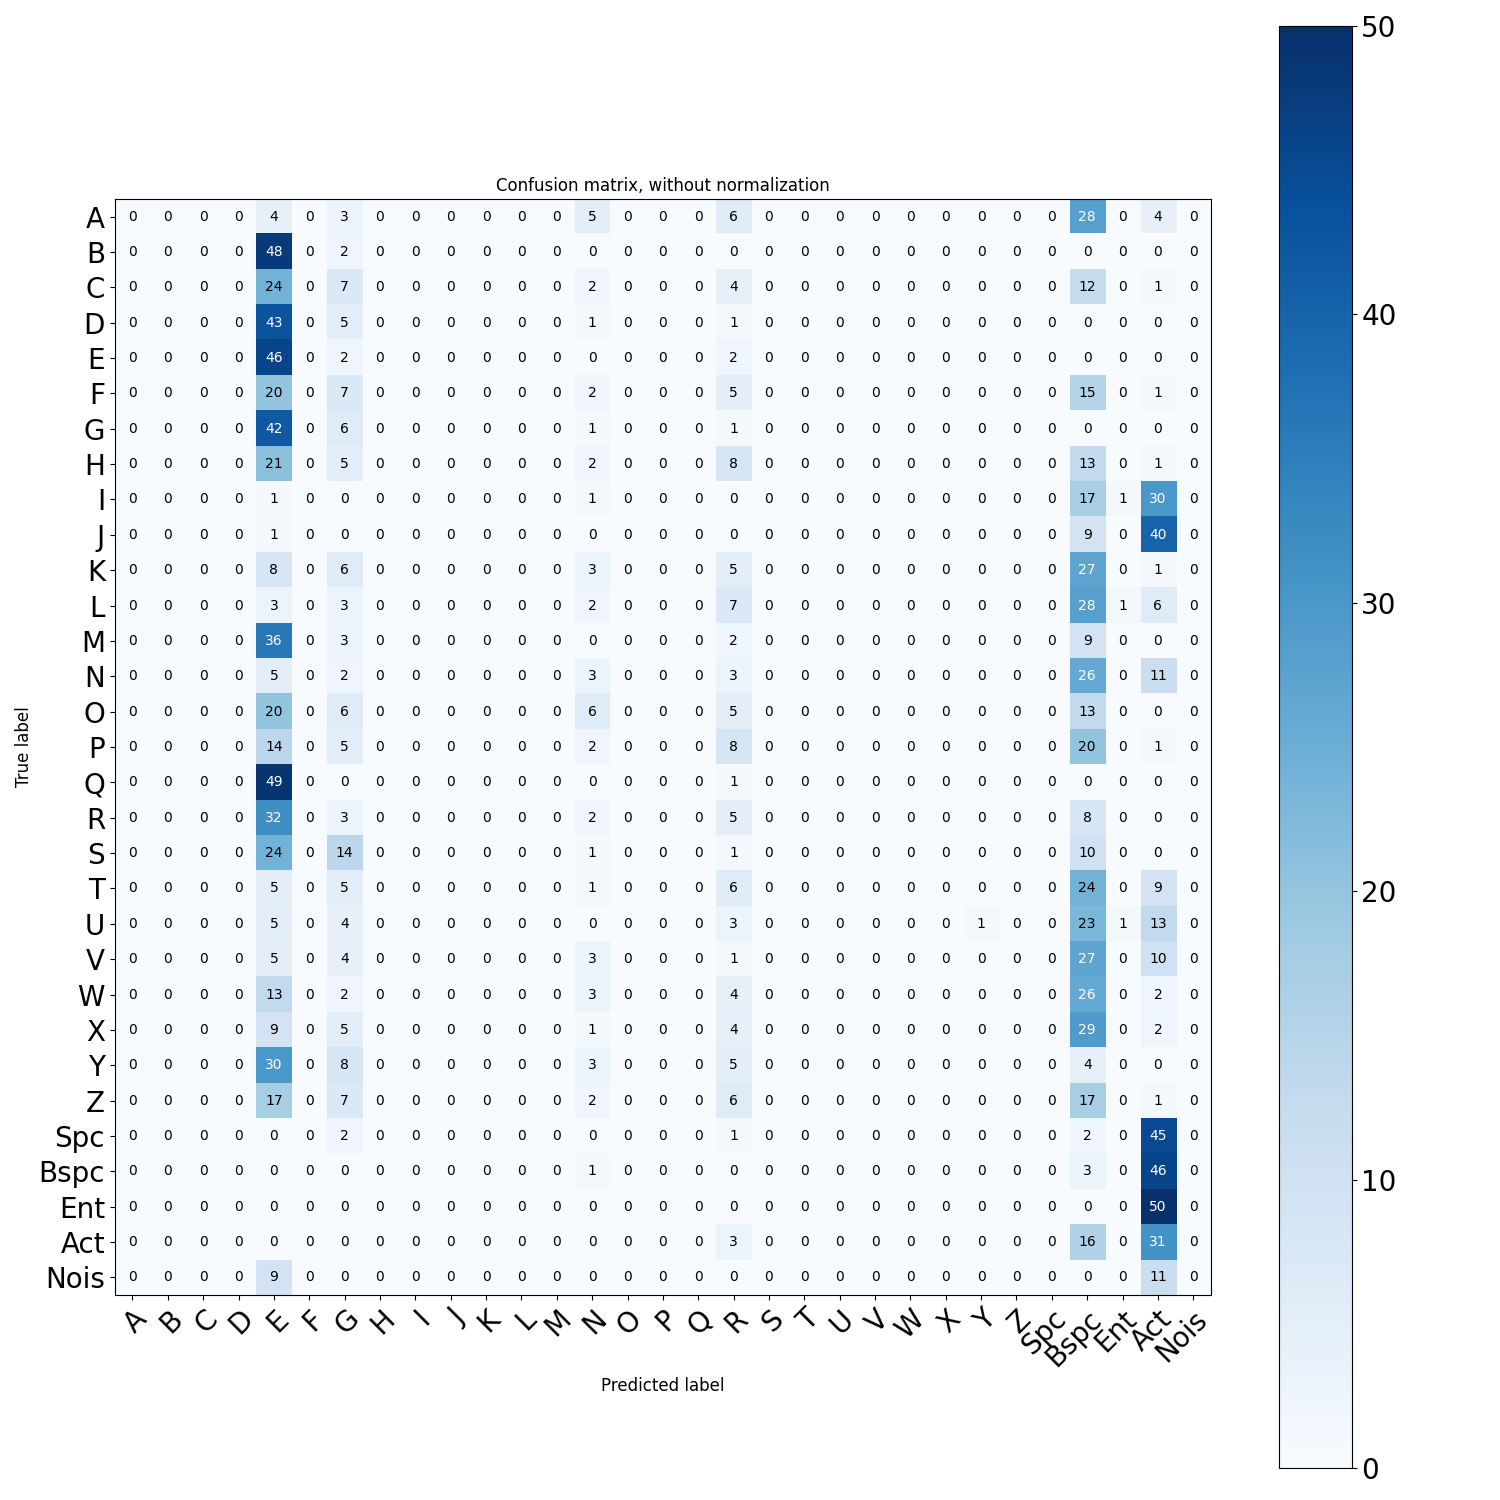 Confusion matrix, without normalization
A 0 0 0 0 4 0 3 0 0 0 0 0 0 5 0 0 0 6 0 0 0 0 0 0 0 0 0 28 0 4 0
B 0 0 0 0 48 0 2 0 0 0 0 0 0 0 0 0 0 0 0 0 0 0 0 0 0 0 0 0 0 0 0
C 0 0 0 0 24 0 7 0 0 0 0 0 0 2 0 0 0 4 0 0 0 0 0 0 0 0 0 12 0 1 0
D 0 0 0 0 43 0 5 0 0 0 0 0 0 1 0 0 0 1 0 0 0 0 0 0 0 0 0 0 0 0 0
E 0 0 0 0 46 0 2 0 0 0 0 0 0 0 0 0 0 2 0 0 0 0 0 0 0 0 0 0 0 0 0
F 0 0 0 0 20 0 7 0 0 0 0 0 0 2 0 0 0 5 0 0 0 0 0 0 0 0 0 15 0 1 0
G 0 0 0 0 42 0 6 0 0 0 0 0 0 1 0 0 0 1 0 0 0 0 0 0 0 0 0 0 0 0 0
H 0 0 0 0 21 0 5 0 0 0 0 0 0 2 0 0 0 8 0 0 0 0 0 0 0 0 0 13 0 1 0
I 0 0 0 0 1 0 0 0 0 0 0 0 0 1 0 0 0 0 0 0 0 0 0 0 0 0 0 17 1 30 0
J 0 0 0 0 1 0 0 0 0 0 0 0 0 0 0 0 0 0 0 0 0 0 0 0 0 0 0 9 0 40 0
K 0 0 0 0 8 0 6 0 0 0 0 0 0 3 0 0 0 5 0 0 0 0 0 0 0 0 0 27 0 1 0
L 0 0 0 0 3 0 3 0 0 0 0 0 0 2 0 0 0 7 0 0 0 0 0 0 0 0 0 28 1 6 0
M 0 0 0 0 36 0 3 0 0 0 0 0 0 0 0 0 0 2 0 0 0 0 0 0 0 0 0 9 0 0 0
N 0 0 0 0 5 0 2 0 0 0 0 0 0 3 0 0 0 3 0 0 0 0 0 0 0 0 0 26 0 11 0
O 0 0 0 0 20 0 6 0 0 0 0 0 0 6 0 0 0 5 0 0 0 0 0 0 0 0 0 13 0 0 0
P 0 0 0 0 14 0 5 0 0 0 0 0 0 2 0 0 0 8 0 0 0 0 0 0 0 0 0 20 0 1 0
Q 0 0 0 0 49 0 0 0 0 0 0 0 0 0 0 0 0 1 0 0 0 0 0 0 0 0 0 0 0 0 0
R 0 0 0 0 32 0 3 0 0 0 0 0 0 2 0 0 0 5 0 0 0 0 0 0 0 0 0 8 0 0 0
S 0 0 0 0 24 0 14 0 0 0 0 0 0 1 0 0 0 1 0 0 0 0 0 0 0 0 0 10 0 0 0
T 0 0 0 0 5 0 5 0 0 0 0 0 0 1 0 0 0 6 0 0 0 0 0 0 0 0 0 24 0 9 0
U 0 0 0 0 5 0 4 0 0 0 0 0 0 0 0 0 0 3 0 0 0 0 0 0 1 0 0 23 1 13 0
V 0 0 0 0 5 0 4 0 0 0 0 0 0 3 0 0 0 1 0 0 0 0 0 0 0 0 0 27 0 10 0
W 0 0 0 0 13 0 2 0 0 0 0 0 0 3 0 0 0 4 0 0 0 0 0 0 0 0 0 26 0 2 0
X 0 0 0 0 9 0 5 0 0 0 0 0 0 1 0 0 0 4 0 0 0 0 0 0 0 0 0 29 0 2 0
Y 0 0 0 0 30 0 8 0 0 0 0 0 0 3 0 0 0 5 0 0 0 0 0 0 0 0 0 4 0 0 0
Z 0 0 0 0 17 0 7 0 0 0 0 0 0 2 0 0 0 6 0 0 0 0 0 0 0 0 0 17 0 1 0
Spc 0 0 0 0 0 0 2 0 0 0 0 0 0 0 0 0 0 1 0 0 0 0 0 0 0 0 0 2 0 45 0
Bspc 0 0 0 0 0 0 0 0 0 0 0 0 0 1 0 0 0 0 0 0 0 0 0 0 0 0 0 3 0 46 0
Ent 0 0 0 0 0 0 0 0 0 0 0 0 0 0 0 0 0 0 0 0 0 0 0 0 0 0 0 0 0 50 0
Act 0 0 0 0 0 0 0 0 0 0 0 0 0 0 0 0 0 3 0 0 0 0 0 0 0 0 0 16 0 31 0
Nois 0 0 0 0 9 0 0 0 0 0 0 0 0 0 0 0 0 0 0 0 0 0 0 0 0 0 0 0 0 11 0
A B C D E F G H I J K L M N O P Q R S T U V W X Y Z Spc Bspc Ent Act Nois
Predicted label
True label
50
40
30
20
10
0